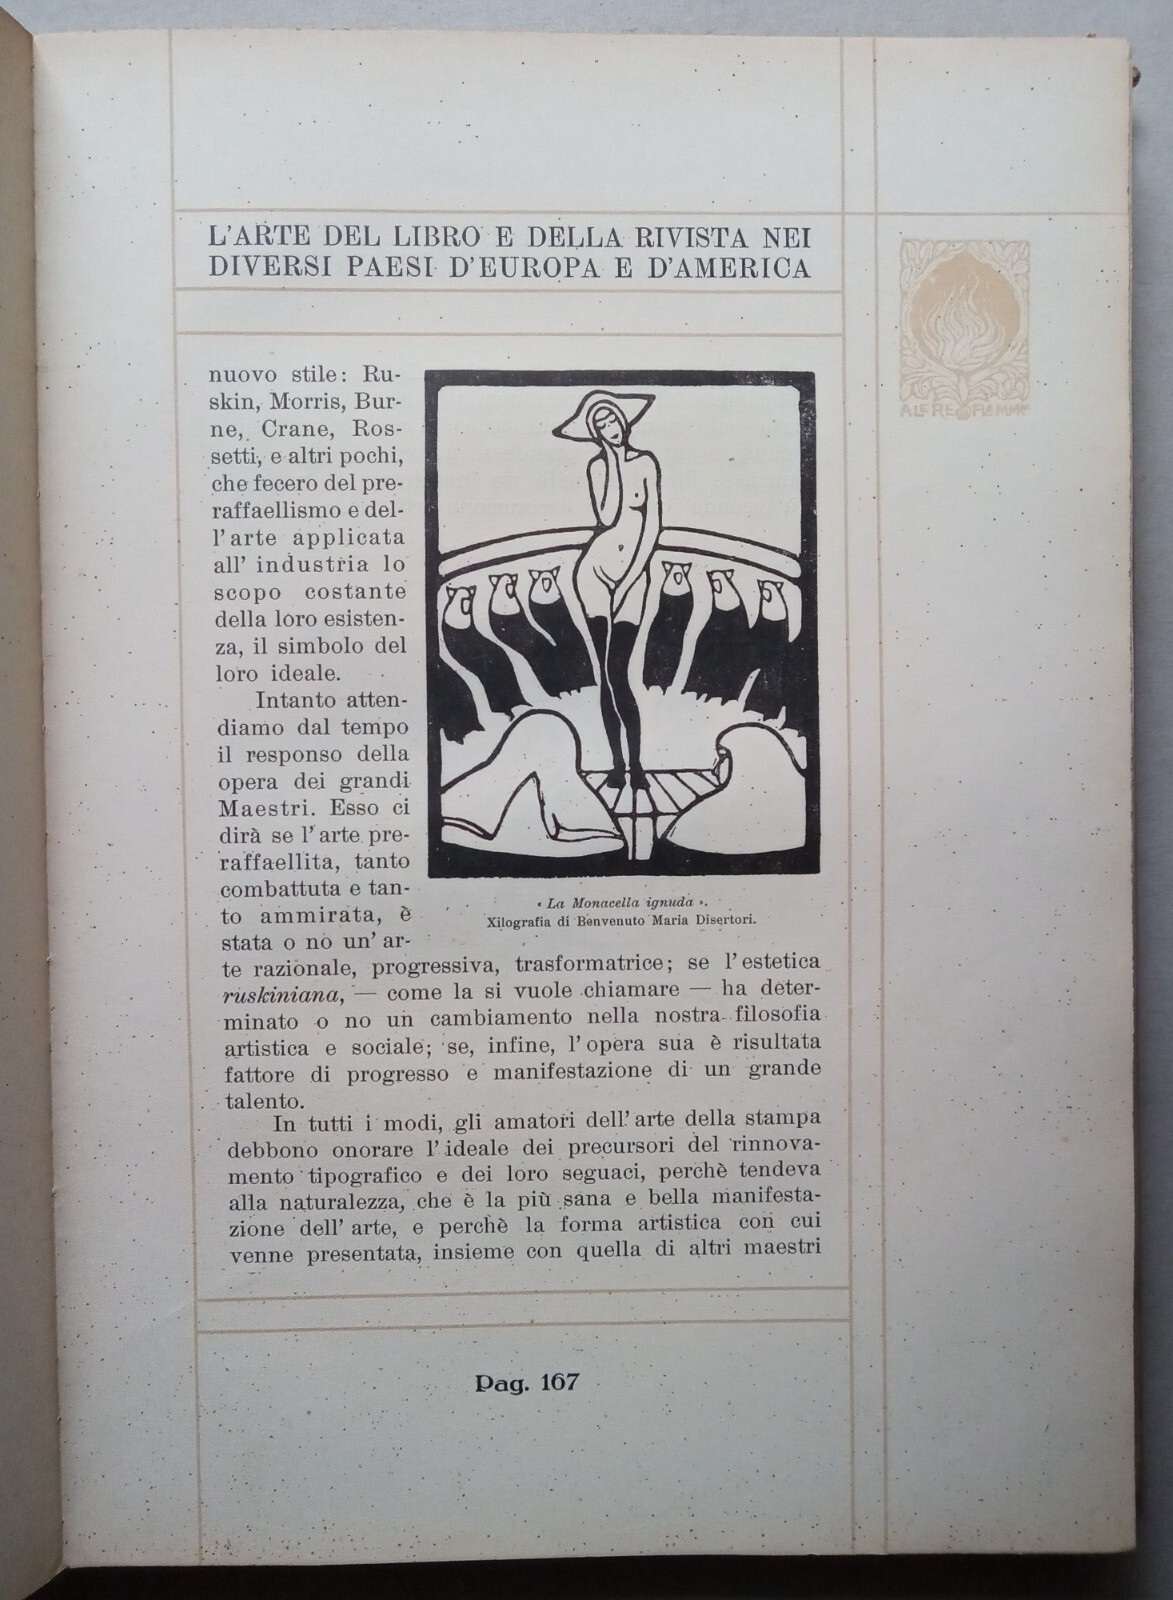 L'ARTE DEL LIBRO E DELLA RIVISTA NEI
DIVERSI PAESI D'EUROPA E D'AMERICA
nuovo stile: Ru-
skin, Morris, Bur-
ne, Crane, Ros-
setti, e altri pochi,
che fecero del pre-
raffaellismo e del-
l'arte applicata
all' industria lo
scopo costante
della loro esisten-
za, il simbolo del
loro ideale.
Intanto atten-
diamo dal tempo
il responso della
opera dei grandi
Maestri. Esso ci
dirà se l'arte pre-
raffaellita, tanto
combattuta e tan-
to ammirata, è
stata o no un' ar-
te razionale, progressiva, trasformatrice; se l'estetica
ruskiniana, — come la si vuole chiamare — ha deter-
minato o no un cambiamento nella nostra filosofia
artistica e sociale; se, infine, l'opera sua è risultata
fattore di progresso e manifestazione di un grande
talento.
In tutti i modi, gli amatori dell'arte della stampa
debbono onorare l'ideale dei precursori del rinnova-
mento tipografico e dei loro seguaci, perchè tendeva
alla naturalezza, che è la più sana e bella manifesta-
zione dell' arte, e perchè la forma artistica con cui
venne presentata, insieme con quella di altri maestri
« La Monacella ignuda ».
Xilografia di Benvenuto Maria Disertori.
Pag. 167